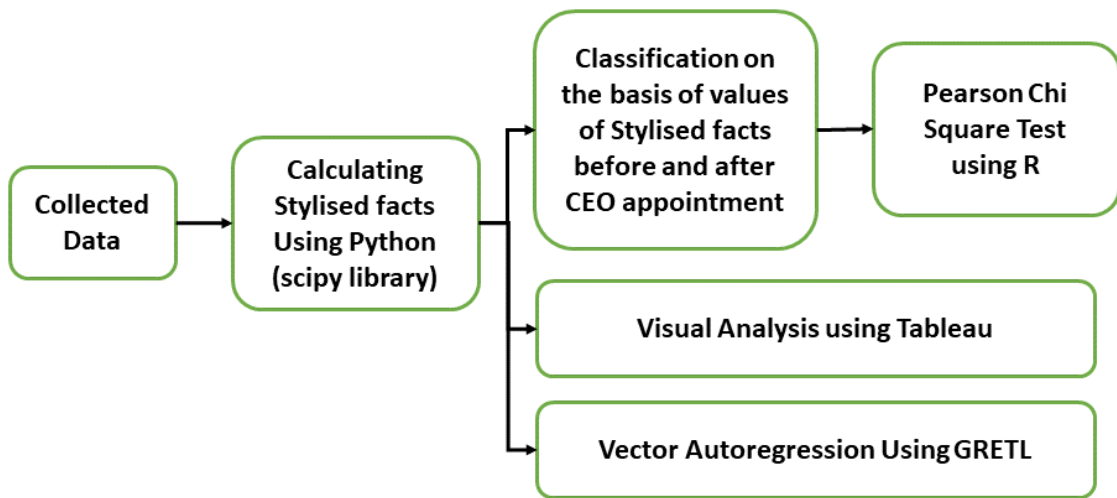 Collected
Data
Calculating
Stylised facts
Using Python
(scipy library)
Classification on
the basis of values
of Stylised facts
before and after
CEO appointment
Pearson Chi
Square Test
using R
Visual Analysis using Tableau
Vector Autoregression Using GRETL